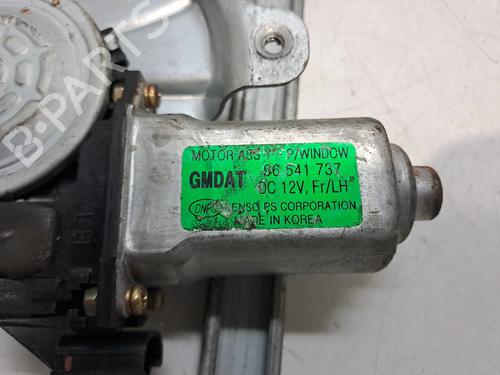 MOTOR ASS'Y P/WINDOW
GMDAT 96 541 737
DC 12V, Fr/LH
DENSO PS CORPORATION
MADE IN KOREA
B-PARTS